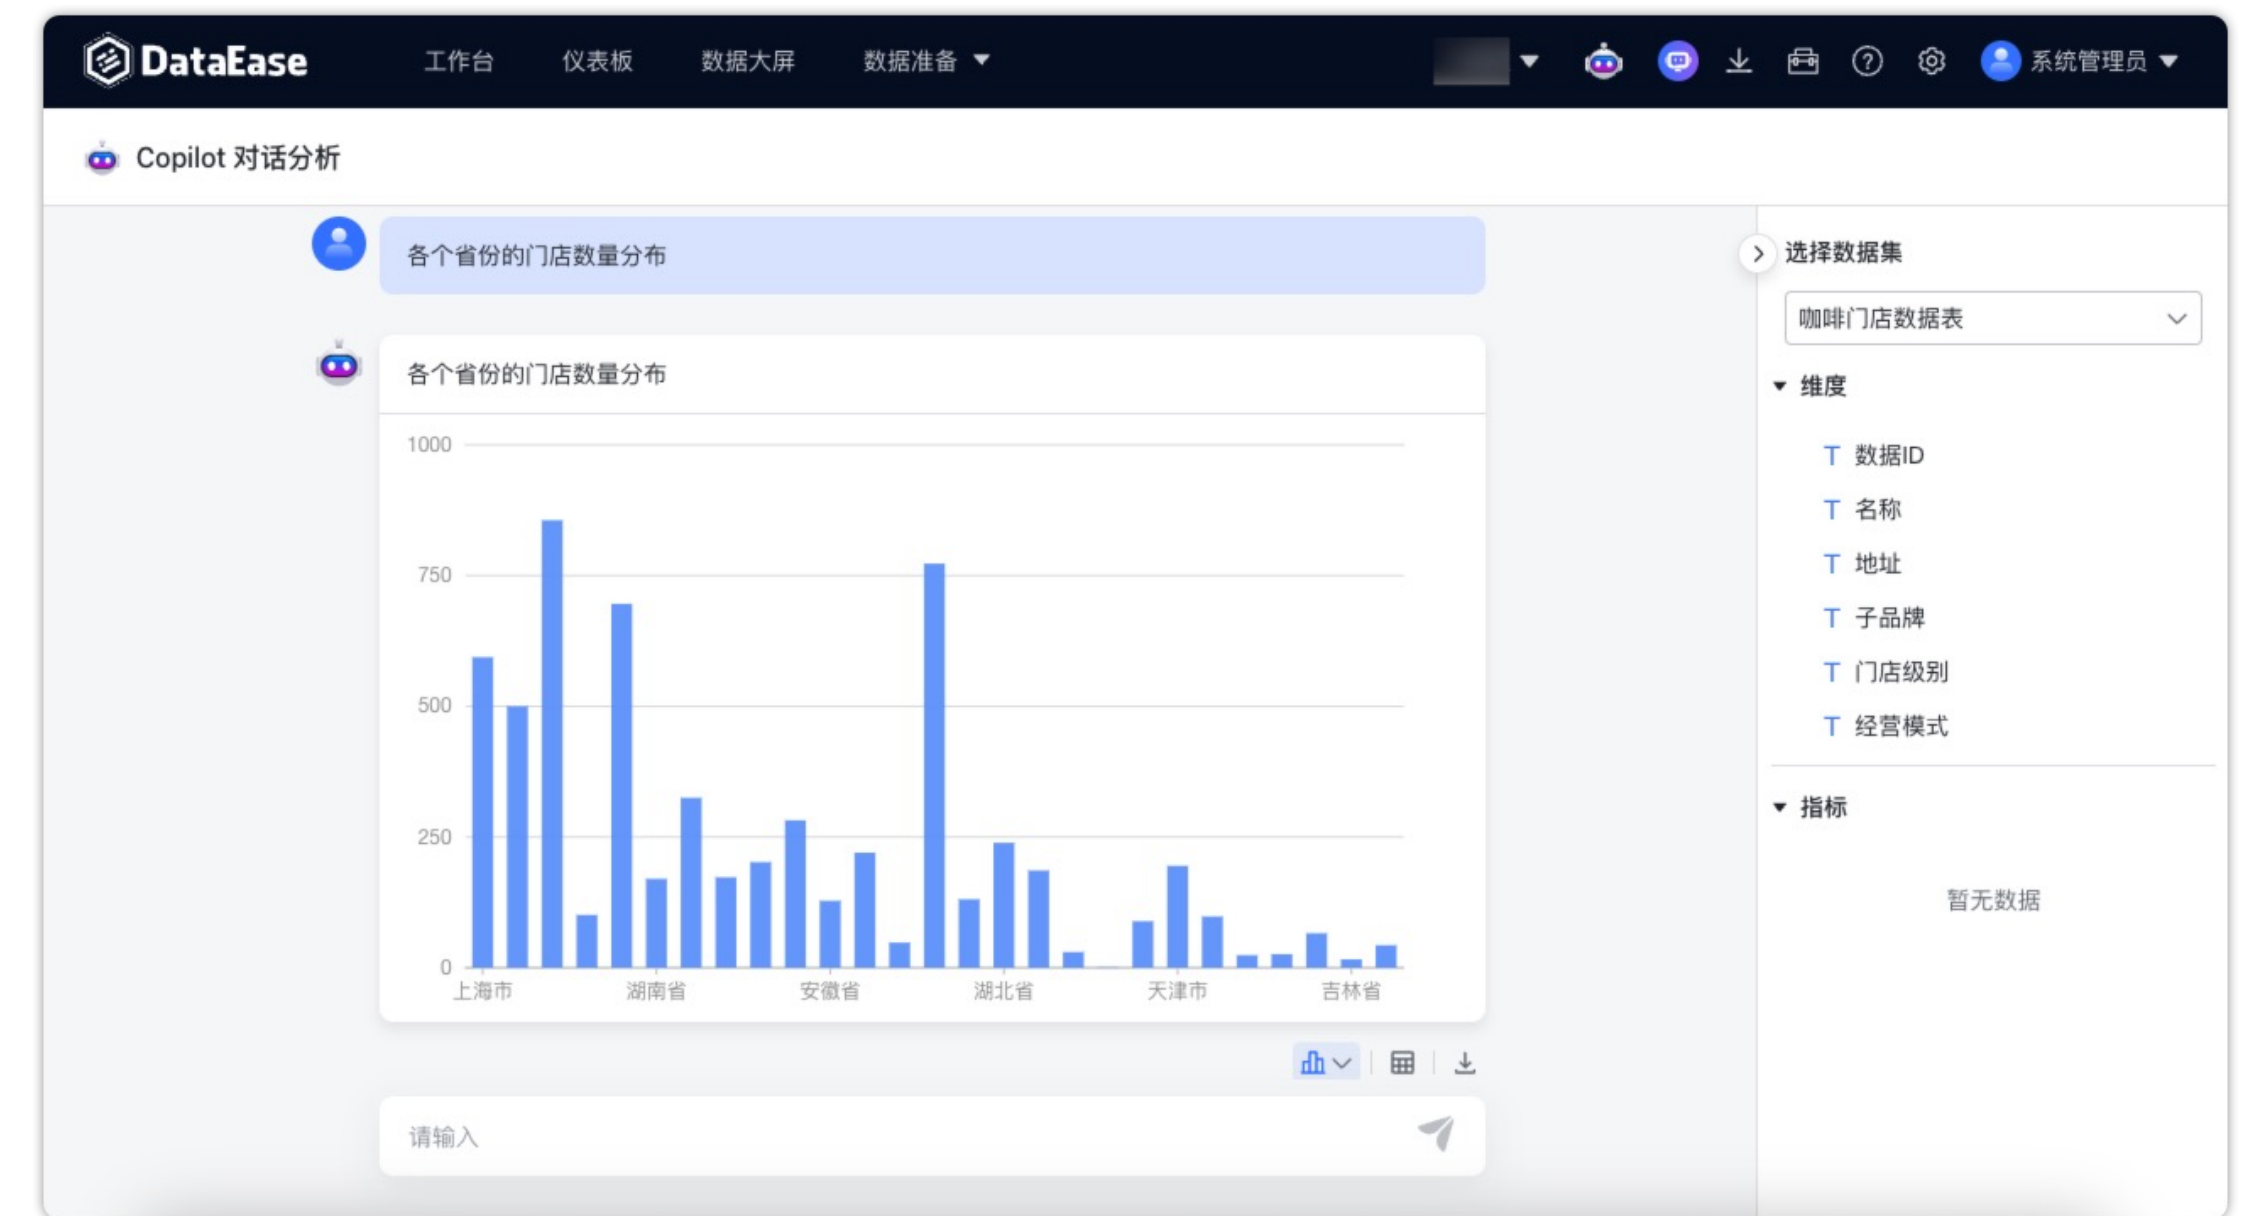 DataEase 工作台 仪表板 数据大屏 数据准备 系统管理员
Copilot 对话分析
各个省份的门店数量分布
各个省份的门店数量分布
1000
750
500
250
0
上海市 湖南省 安徽省 湖北省 天津市 吉林省
请输入
选择数据集
咖啡门店数据表
维度
T 数据ID
T 名称
T 地址
T 子品牌
T 门店级别
T 经营模式
指标
暂无数据